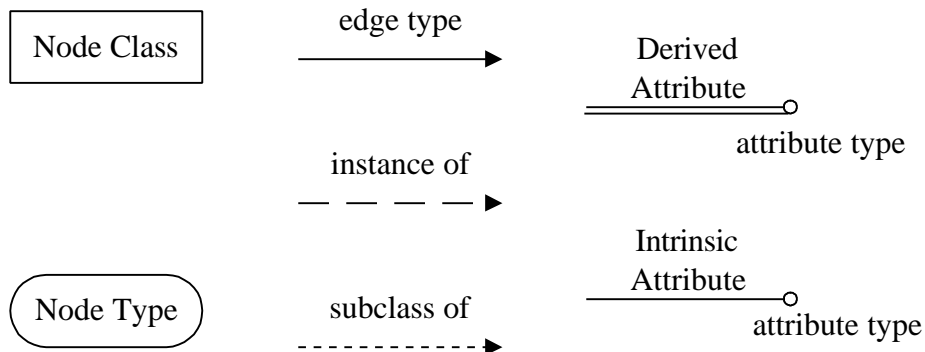 Node Class
edge type
Derived
Attribute
attribute type
instance of
Intrinsic
Attribute
attribute type
Node Type
subclass of